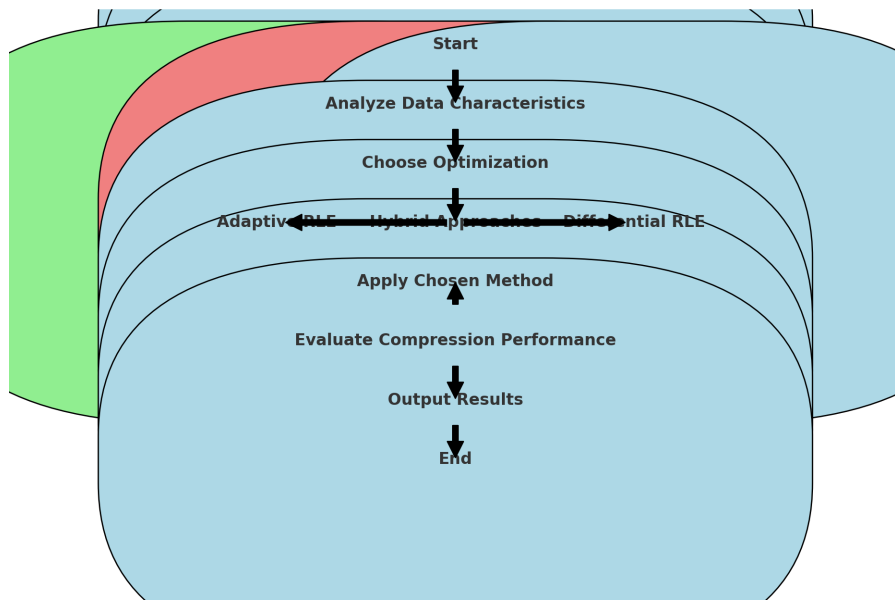 Start
Analyze Data Characteristics
Choose Optimization
Adaptive RLE Hybrid Approaches Differential RLE
Apply Chosen Method
Evaluate Compression Performance
Output Results
End